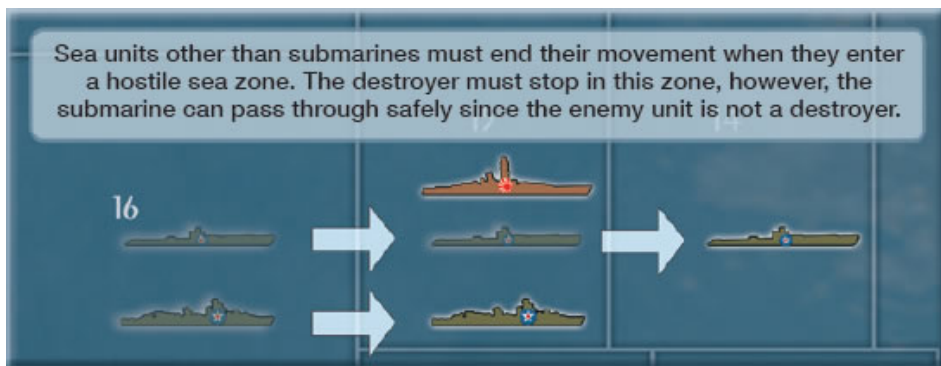 Sea units other than submarines must end their movement when they enter
a hostile sea zone. The destroyer must stop in this zone, however, the
submarine can pass through safely since the enemy unit is not a destroyer.
16